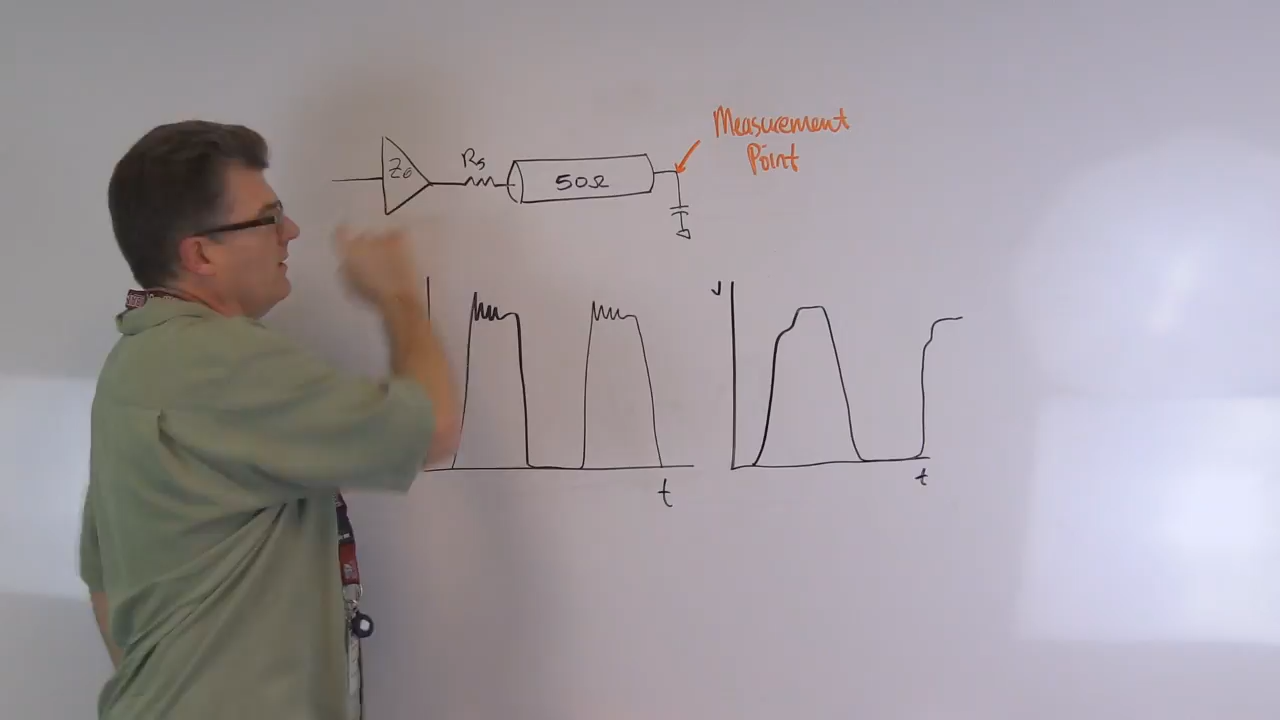 Measurement
Point
Zo
Rs
50Ω
v
t
t